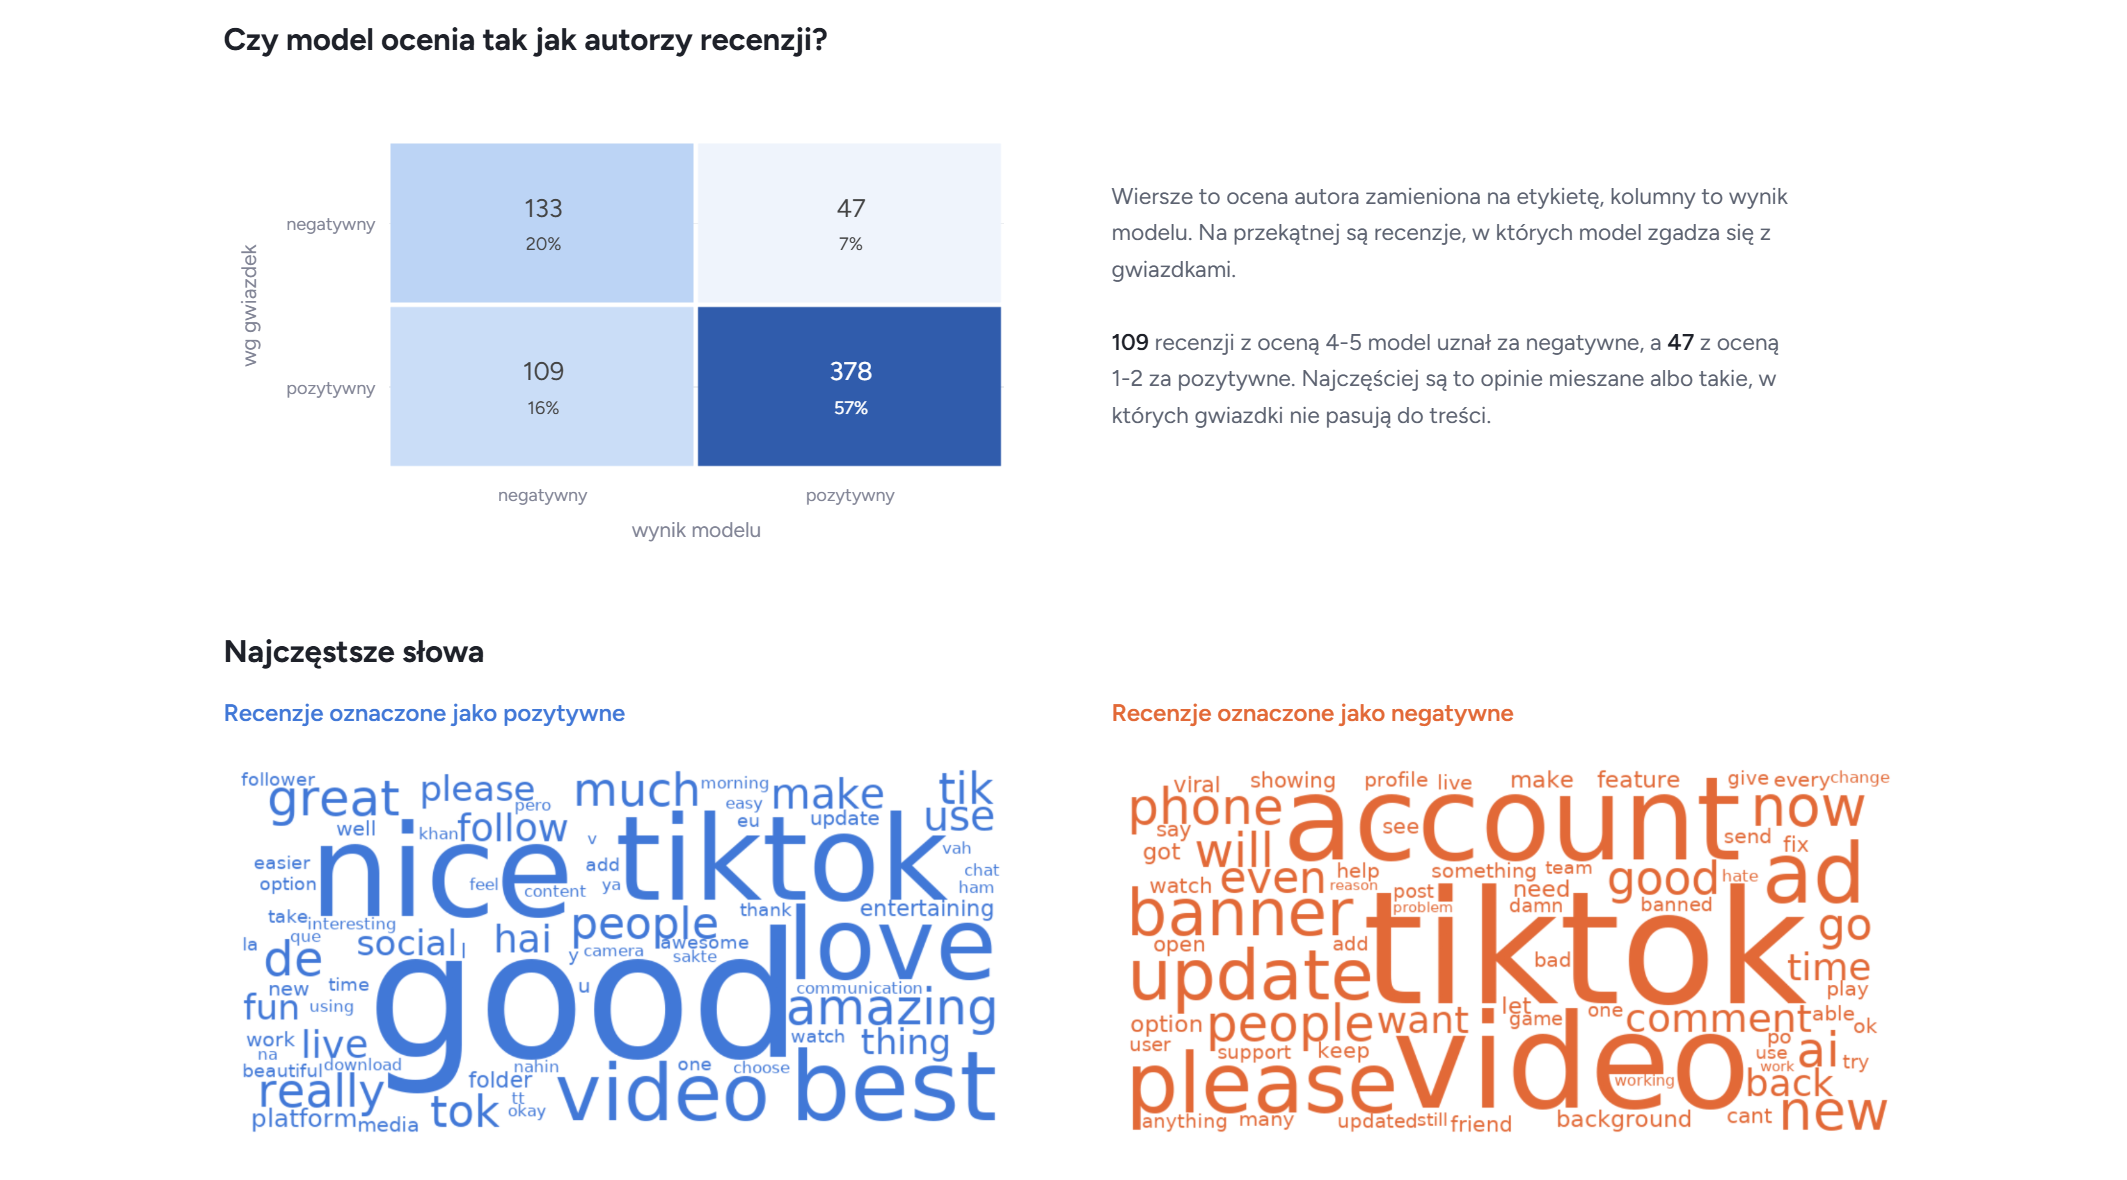 Czy model ocenia tak jak autorzy recenzji?
wg gwiazdek
negatywny
133
20%
47
7%
pozytywny
109
16%
378
57%
negatywny
pozytywny
wynik modelu
Wiersze to ocena autora zamieniona na etykietę, kolumny to wynik
modelu. Na przekątnej są recenzje, w których model zgadza się z
gwiazdkami.
109 recenzji z oceną 4-5 model uznał za negatywne, a 47 z oceną
1-2 za pozytywne. Najczęściej są to opinie mieszane albo takie, w
których gwiazdki nie pasują do treści.
Najczęstsze słowa
Recenzje oznaczone jako pozytywne
follower
great
please
pero
much
morning
make
tik
easy
use
well
khan
follow
v
eu
update
nice
tiktok
vah
easier
add
chat
option
feel
content
ya
ham
take
interesting
people
thank
entertaining
la
que
social
l
hai
y
camera
awesome
sakte
love
de
good
new
time
u
communication
fun
using
amazing
work
na
live
watch
thing
beautiful
download
nahin
one
choose
really
folder
tt
okay
video
best
platform
media
tok
Recenzje oznaczone jako negatywne
viral
showing
profile
live
make
feature
give
every
change
phone
account
now
say
see
send
fix
got
will
help
something
team
ad
watch
even
reason
post
need
good
hate
banner
problem
damn
banned
go
open
add
tiktok
bad
time
update
play
option
people
want
let
game
one
comment
able
ok
user
support
keep
video
po
use
work
ai
try
please
working
back
anything
many
updated
still
friend
background
cant
new